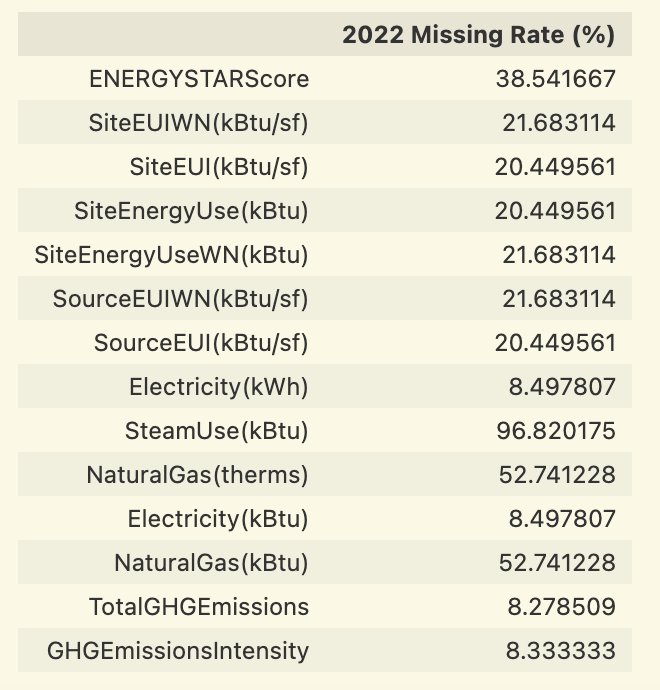 2022 Missing Rate (%)
ENERGYSTARScore 38.541667
SiteEUIWN(kBtu/sf) 21.683114
SiteEUI(kBtu/sf) 20.449561
SiteEnergyUse(kBtu) 20.449561
SiteEnergyUseWN(kBtu) 21.683114
SourceEUIWN(kBtu/sf) 21.683114
SourceEUI(kBtu/sf) 20.449561
Electricity(kWh) 8.497807
SteamUse(kBtu) 96.820175
NaturalGas(therms) 52.741228
Electricity(kBtu) 8.497807
NaturalGas(kBtu) 52.741228
TotalGHGEmissions 8.278509
GHGEmissionsIntensity 8.333333